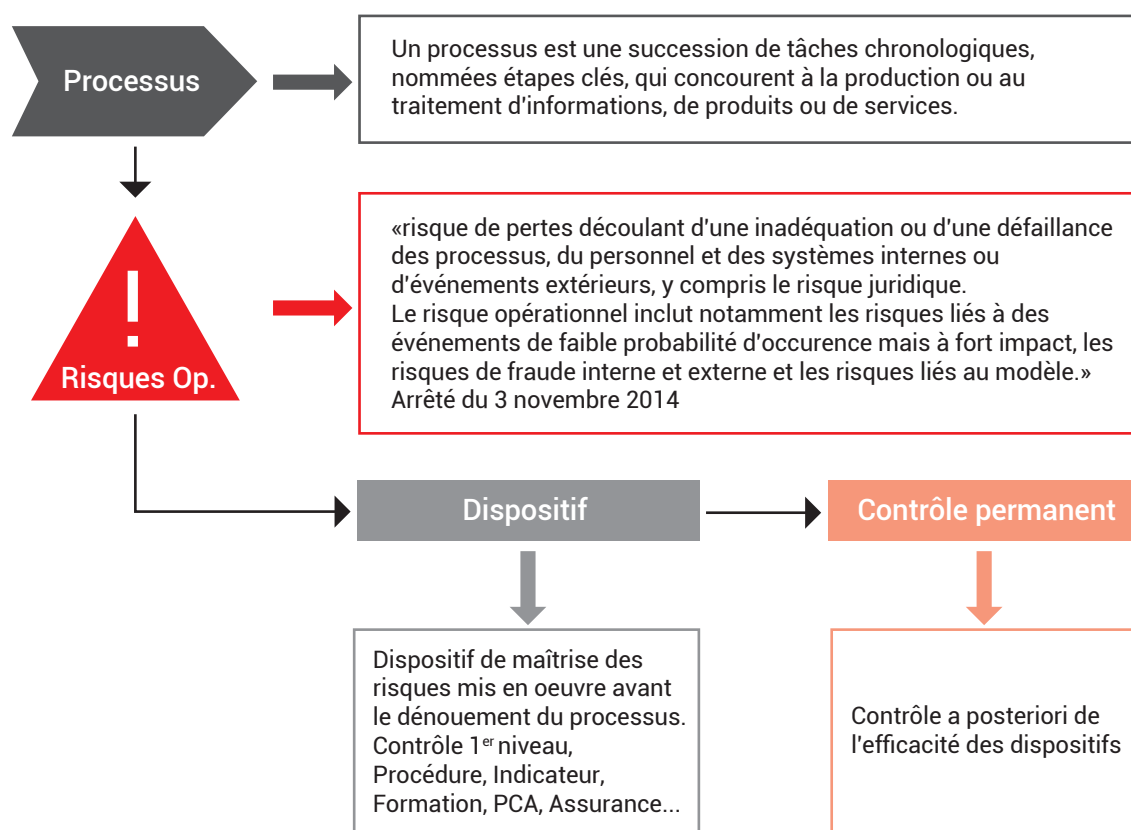 Processus
Un processus est une succession de tâches chronologiques,
nommées étapes clés, qui concourent à la production ou au
traitement d'informations, de produits ou de services.
!
Risques Op.
«risque de pertes découlant d'une inadéquation ou d'une défaillance
des processus, du personnel et des systèmes internes ou
d'événements extérieurs, y compris le risque juridique.
Le risque opérationnel inclut notamment les risques liés à des
événements de faible probabilité d'occurence mais à fort impact, les
risques de fraude interne et externe et les risques liés au modèle.»
Arrêté du 3 novembre 2014
Dispositif
Contrôle permanent
Dispositif de maîtrise des
risques mis en oeuvre avant
le dénouement du processus.
Contrôle 1er niveau,
Procédure, Indicateur,
Formation, PCA, Assurance...
Contrôle a posteriori de
l'efficacité des dispositifs